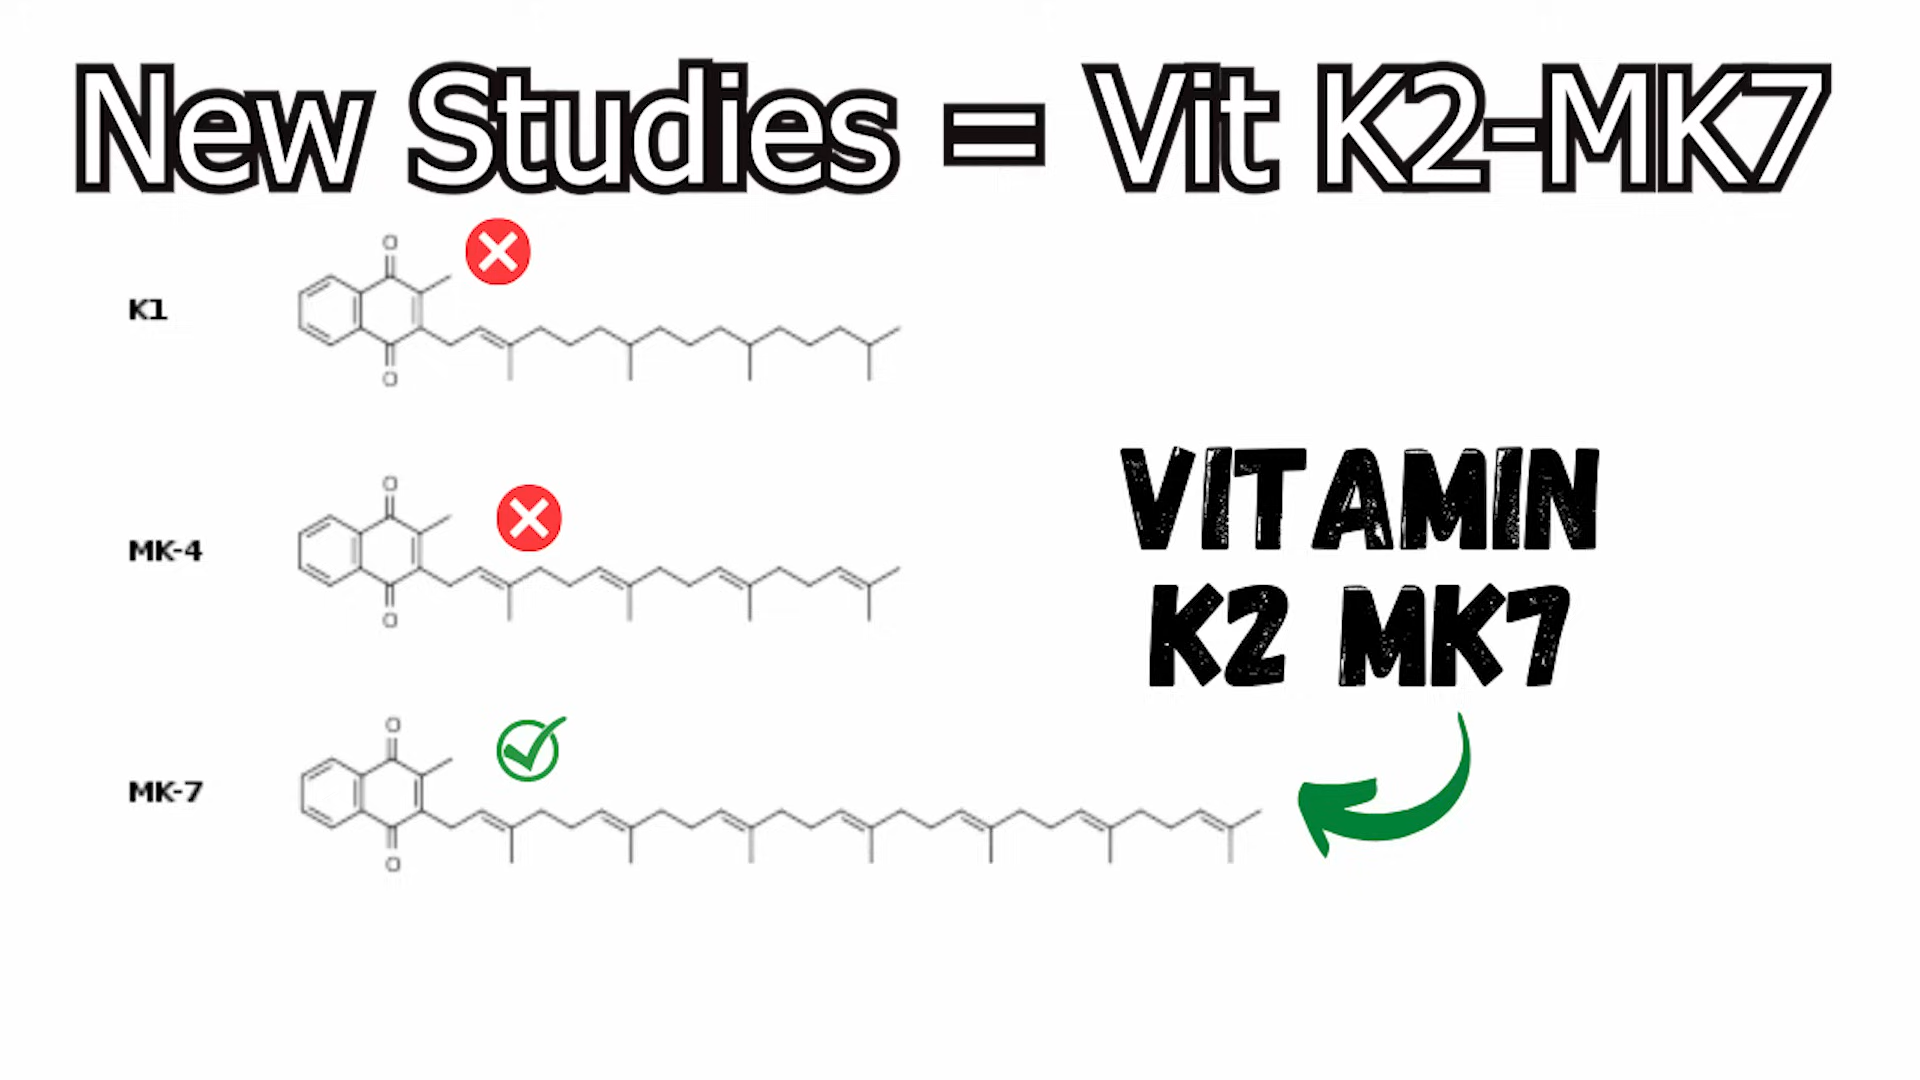 New Studies = Vit K2-MK7
K1
O
O
MK-4
O
O
VITAMIN
K2 MK7
MK-7
O
O